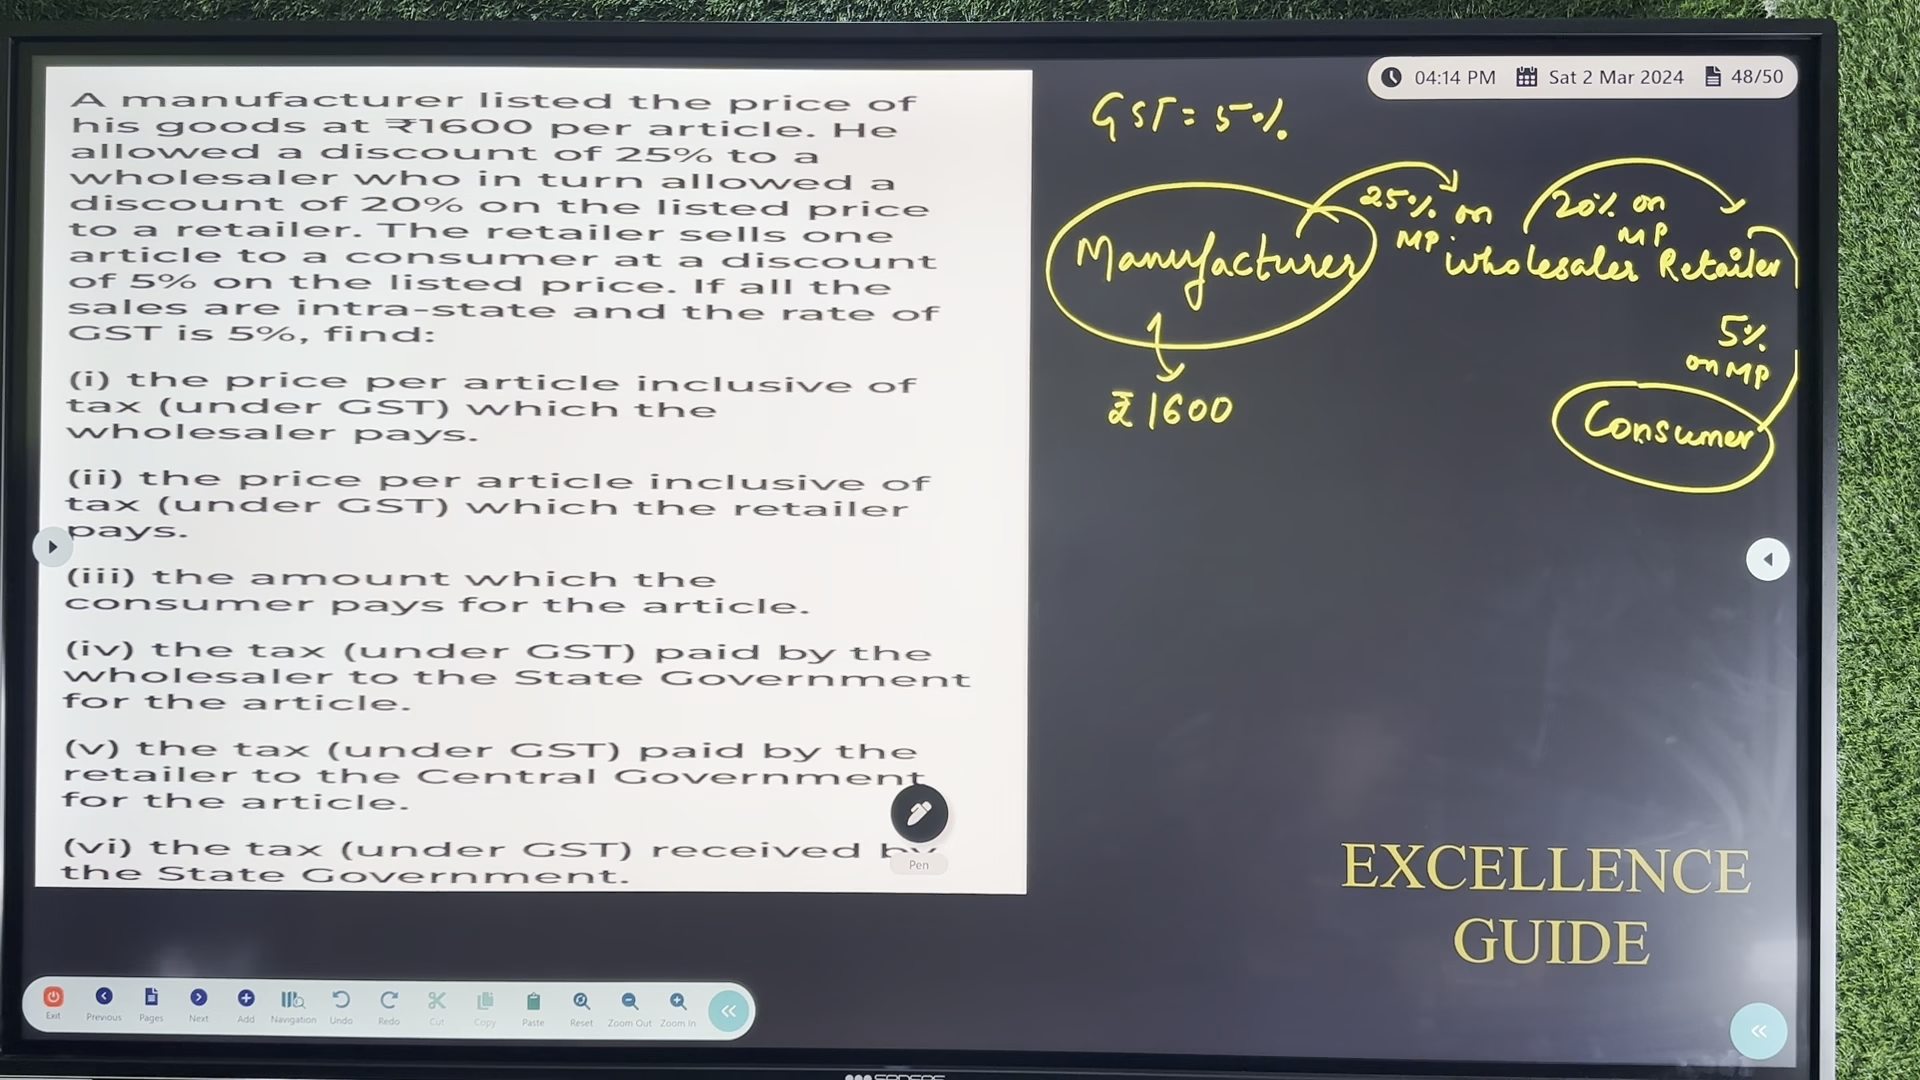 A manufacturer listed the price of
his goods at ₹1600 per article. He
allowed a discount of 25% to a
wholesaler who in turn allowed a
discount of 20% on the listed price
to a retailer. The retailer sells one
article to a consumer at a discount
of 5% on the listed price. If all the
sales are intra-state and the rate of
GST is 5%, find:
(i) the price per article inclusive of
tax (under GST) which the
wholesaler pays.
(ii) the price per article inclusive of
tax (under GST) which the retailer
pays.
(iii) the amount which the
consumer pays for the article.
(iv) the tax (under GST) paid by the
wholesaler to the State Government
for the article.
(v) the tax (under GST) paid by the
retailer to the Central Government
for the article.
(vi) the tax (under GST) received by
the State Government.
Pen
04:14 PM Sat 2 Mar 2024 48/50
GST = 5%
25% on
MP
20% on
MP
Manufacturer wholesaler Retailer
5%
on MP
₹ 1600
Consumer
EXCELLENCE
GUIDE
Exit Previous Pages Next Add Navigation Undo Redo Cut Copy Paste Reset Zoom Out Zoom In